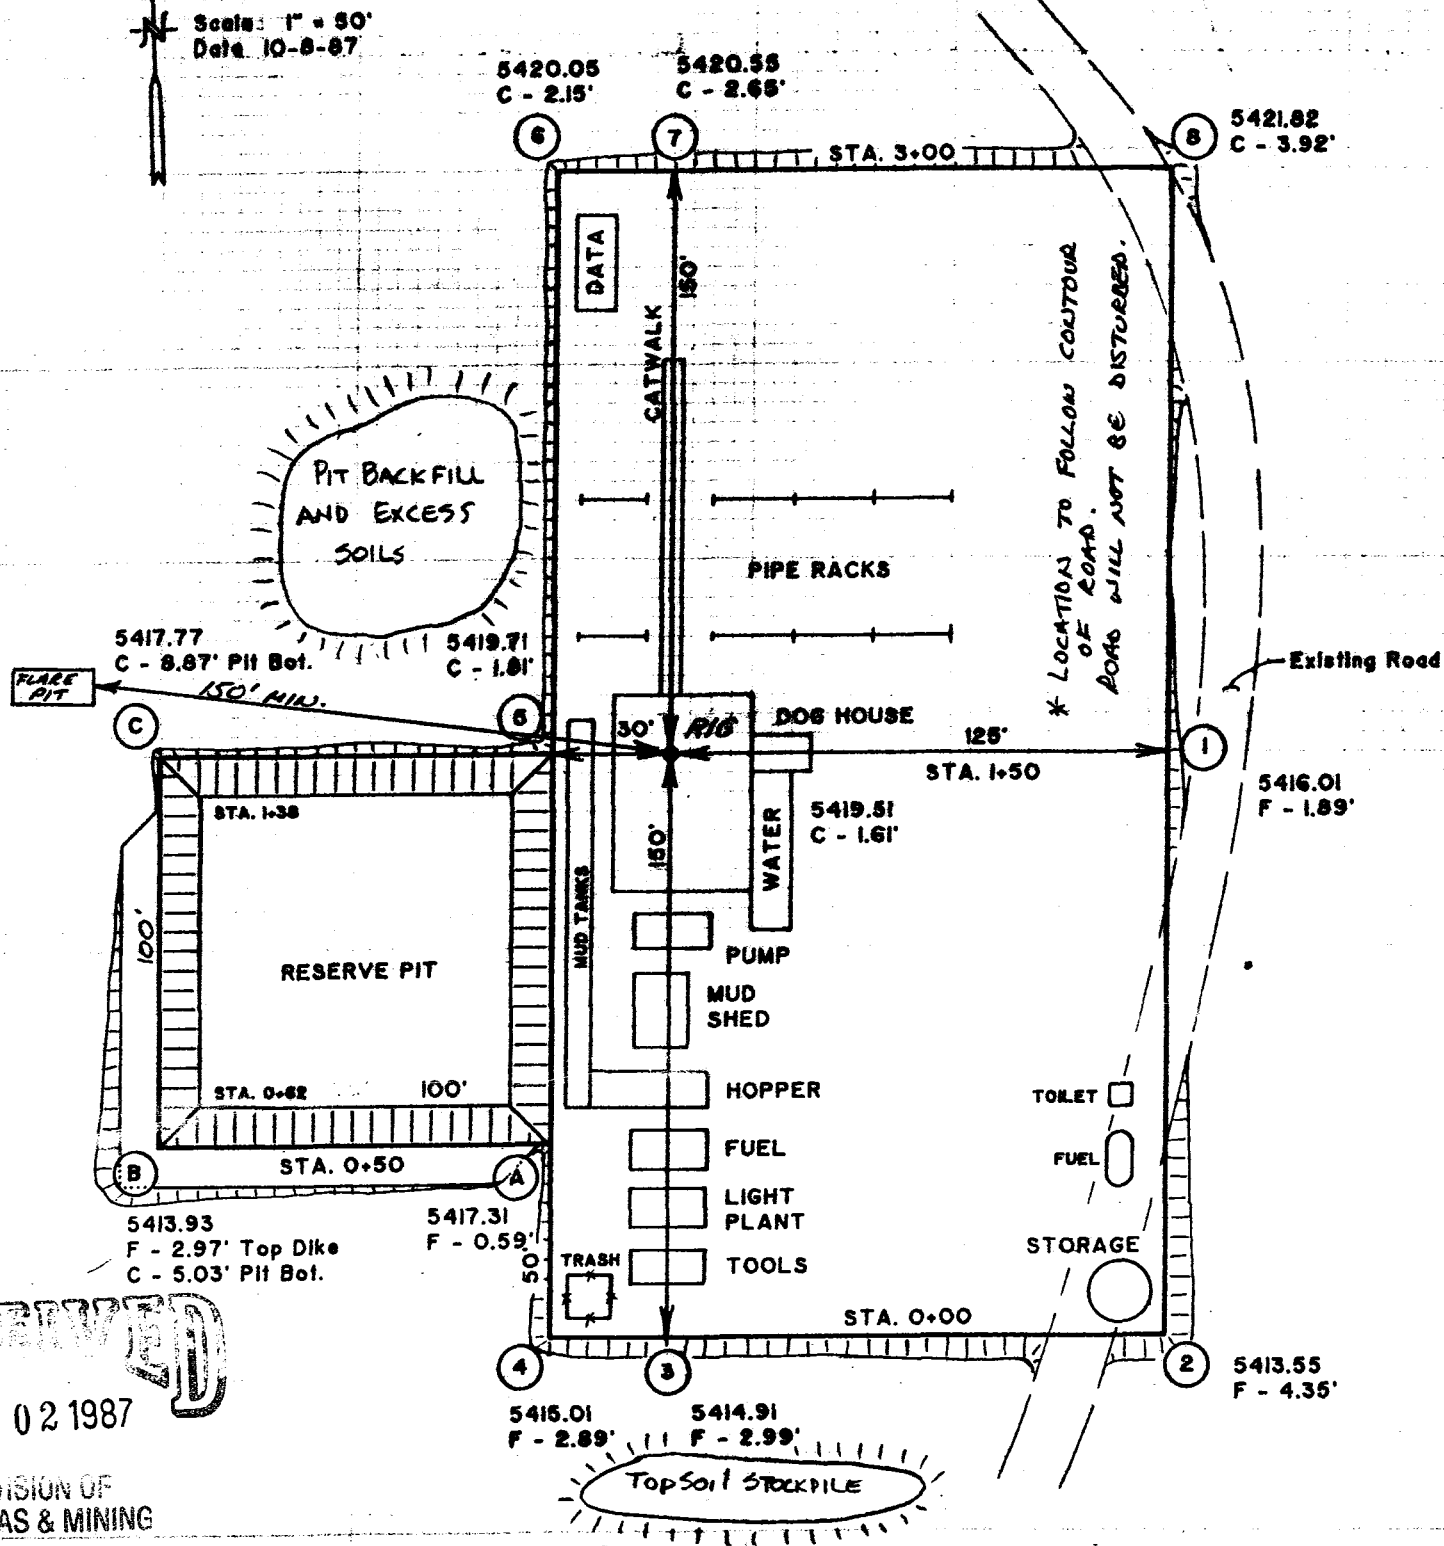 N
Scale: 1" = 50'
Date 10-8-87
5420.05
C - 2.15'
5420.55
C - 2.65'
5421.82
C - 3.92'
6
7
8
STA. 3+00
DATA
150'
CATWALK
* LOCATION TO FOLLOW CONTOUR
OF ROAD.
ROAD WILL NOT BE DISTURBED.
PIT BACKFILL
AND EXCESS
SOILS
PIPE RACKS
5417.77
C - 8.87' Pit Bot.
5419.71
C - 1.81'
FLARE
PIT
150' MIN.
Existing Road
C
5
30'
RIG
DOG HOUSE
125'
STA. 1+50
1
5416.01
F - 1.89'
STA. 1+38
5419.51
C - 1.61'
WATER
150'
MUD TANKS
100'
RESERVE PIT
PUMP
MUD
SHED
STA. 0+62
100'
HOPPER
TOILET
FUEL
FUEL
B
STA. 0+50
A
LIGHT
PLANT
5413.93
F - 2.97' Top Dike
C - 5.03' Pit Bot.
5417.31
F - 0.59'
50'
TRASH
TOOLS
STORAGE
STA. 0+00
4
3
2
5413.55
F - 4.35'
5415.01
F - 2.89'
5414.91
F - 2.99'
TOPSOIL STOCKPILE
EIVED
02 1987
VISION OF
AS & MINING